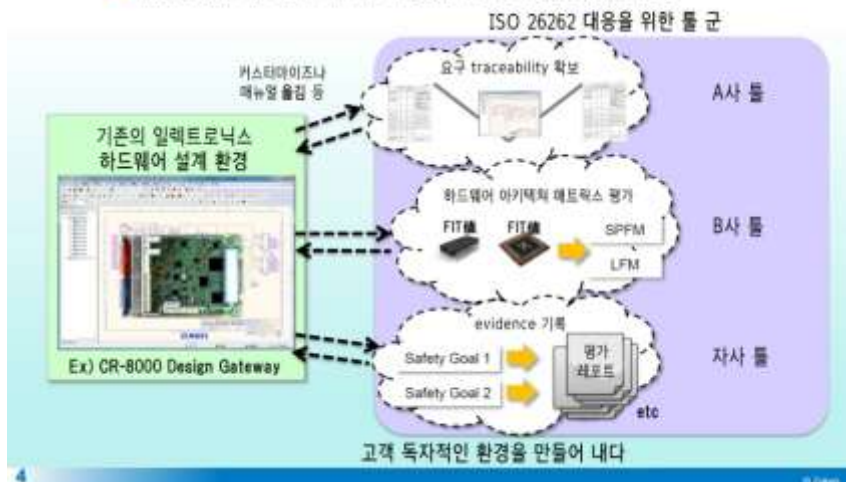 ISO 26262 대응을 위한 툴 군
커스터마이즈나
매뉴얼 옮김 등
요구 traceability 확보
A사 툴
기존의 일렉트로닉스
하드웨어 설계 환경
하드웨어 아키텍쳐 매트릭스 평가
FIT値
FIT値
SPFM
LFM
B사 툴
evidence 기록
Safety Goal 1
Safety Goal 2
평가
레포트
etc
자사 툴
Ex) CR-8000 Design Gateway
고객 독자적인 환경을 만들어 내다
4